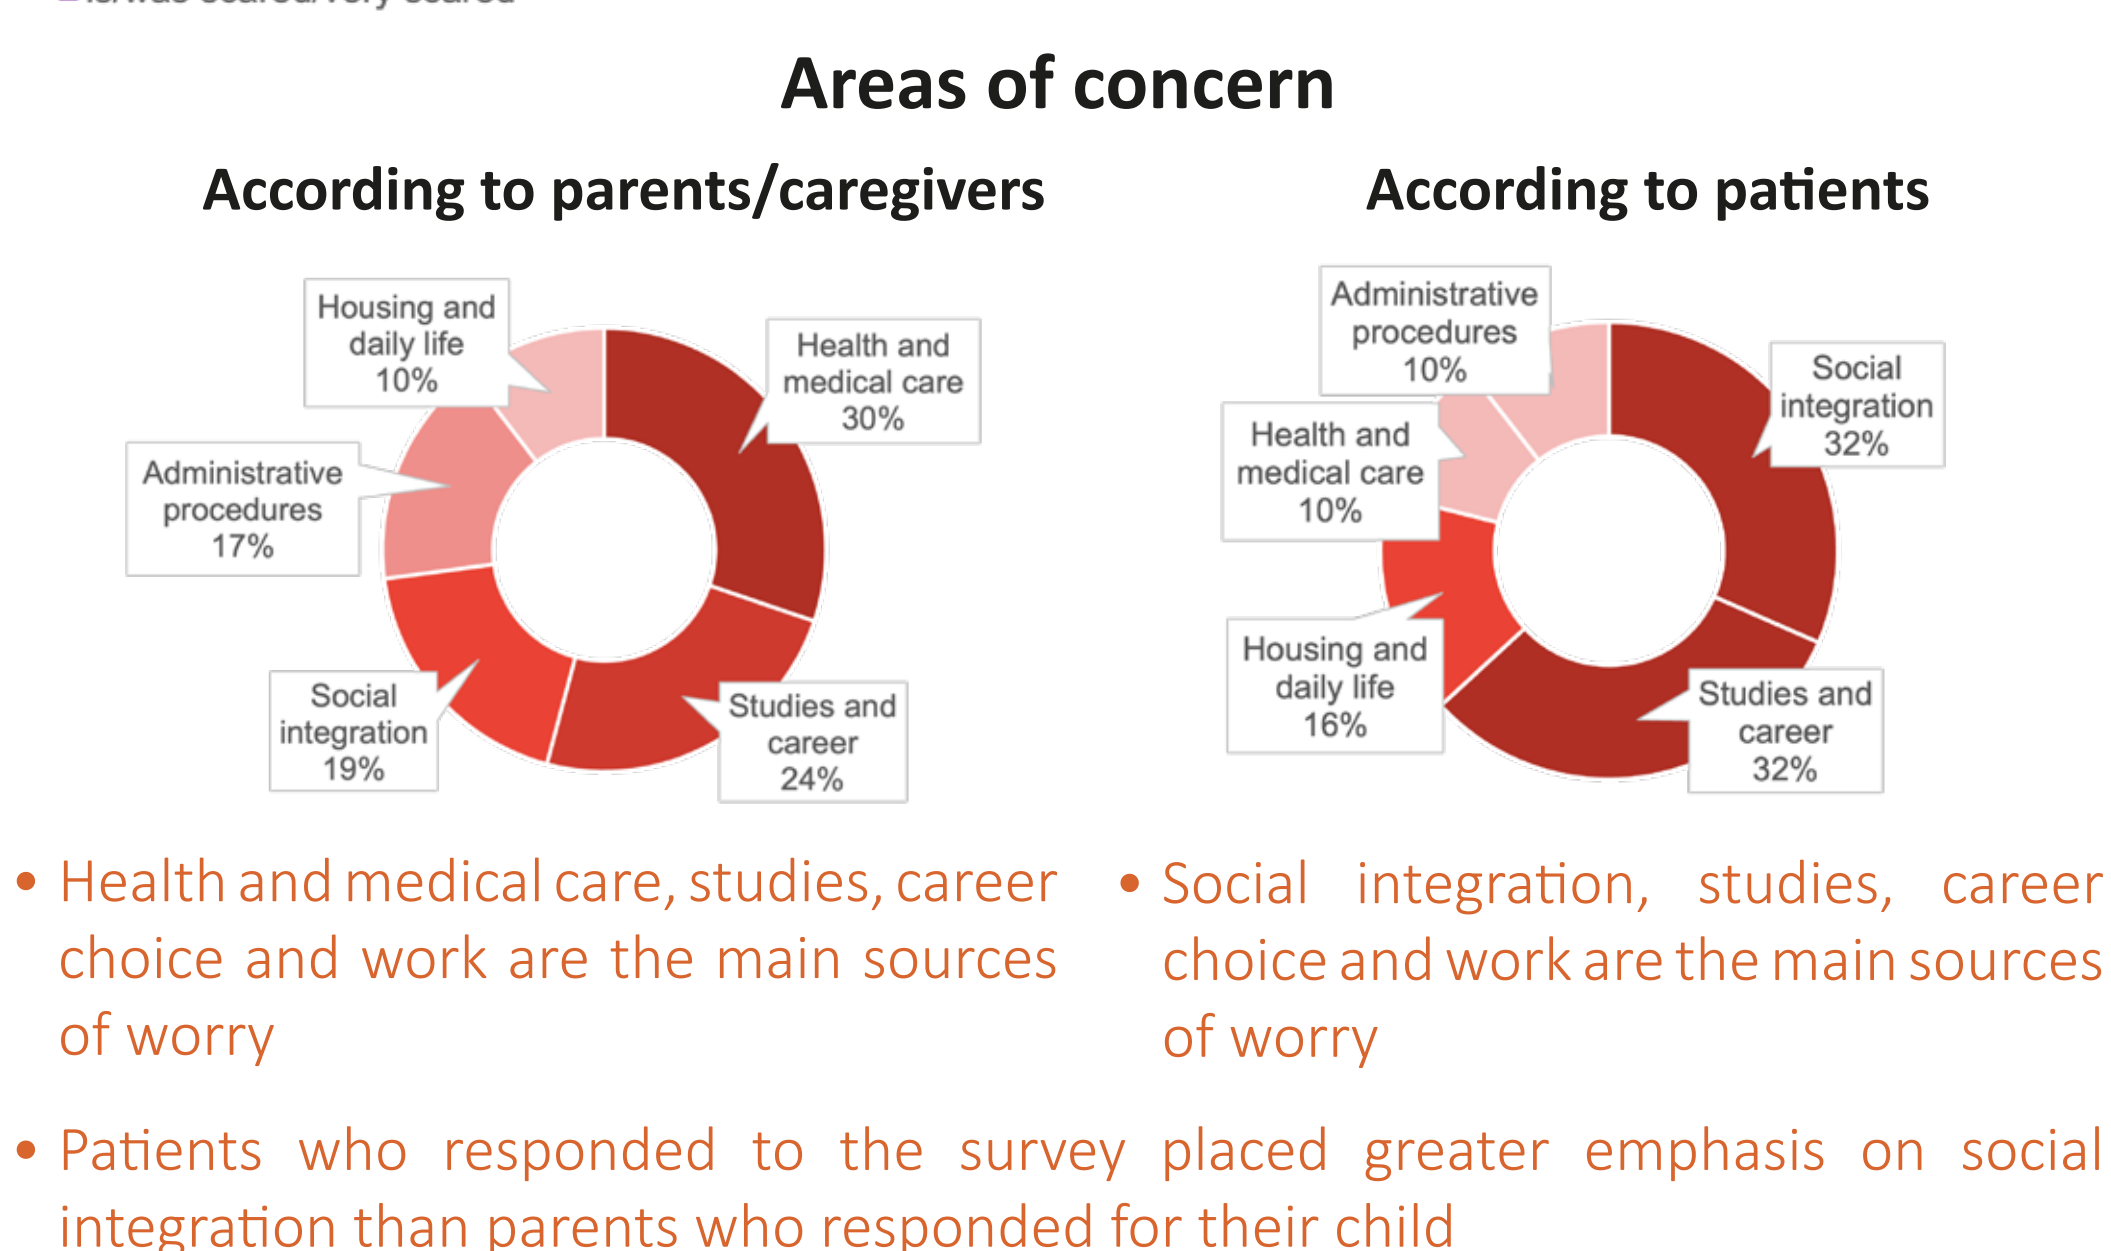 Areas of concern
According to parents/caregivers
Housing and
daily life
10%
Health and
medical care
30%
Administrative
procedures
17%
Social
integration
19%
Studies and
career
24%
According to patients
Administrative
procedures
10%
Social
integration
32%
Health and
medical care
10%
Housing and
daily life
16%
Studies and
career
32%
• Health and medical care, studies, career
choice and work are the main sources
of worry
• Social integration, studies, career
choice and work are the main sources
of worry
• Patients who responded to the survey placed greater emphasis on social
integration than parents who responded for their child